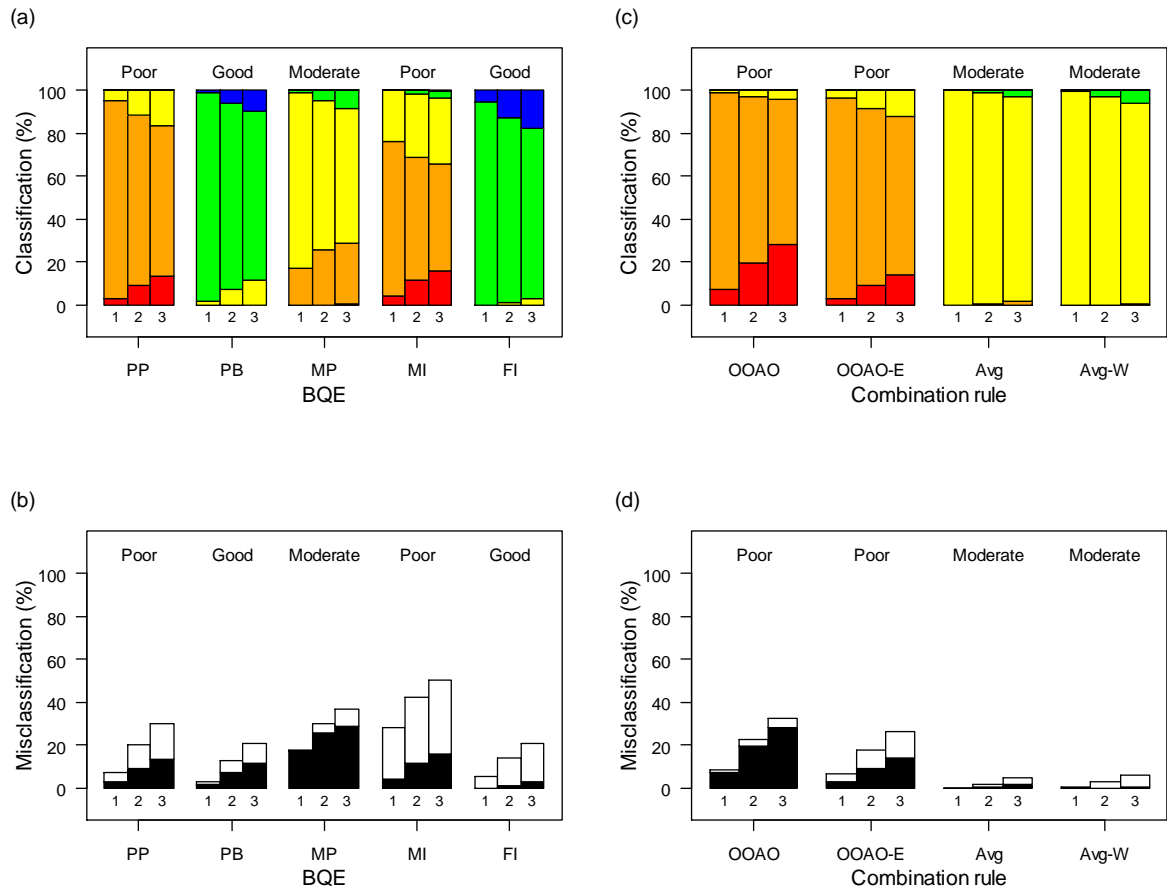 (a)
Classification (%)
100
80
60
40
20
0
Poor Good Moderate Poor Good
1 2 3 1 2 3 1 2 3 1 2 3 1 2 3
PP PB MP MI FI
BQE
(c)
Classification (%)
100
80
60
40
20
0
Poor Poor Moderate Moderate
1 2 3 1 2 3 1 2 3 1 2 3
OOAO OOAO-E Avg Avg-W
Combination rule
(b)
Misclassification (%)
100
80
60
40
20
0
Poor Good Moderate Poor Good
1 2 3 1 2 3 1 2 3 1 2 3 1 2 3
PP PB MP MI FI
BQE
(d)
Misclassification (%)
100
80
60
40
20
0
Poor Poor Moderate Moderate
1 2 3 1 2 3 1 2 3 1 2 3
OOAO OOAO-E Avg Avg-W
Combination rule